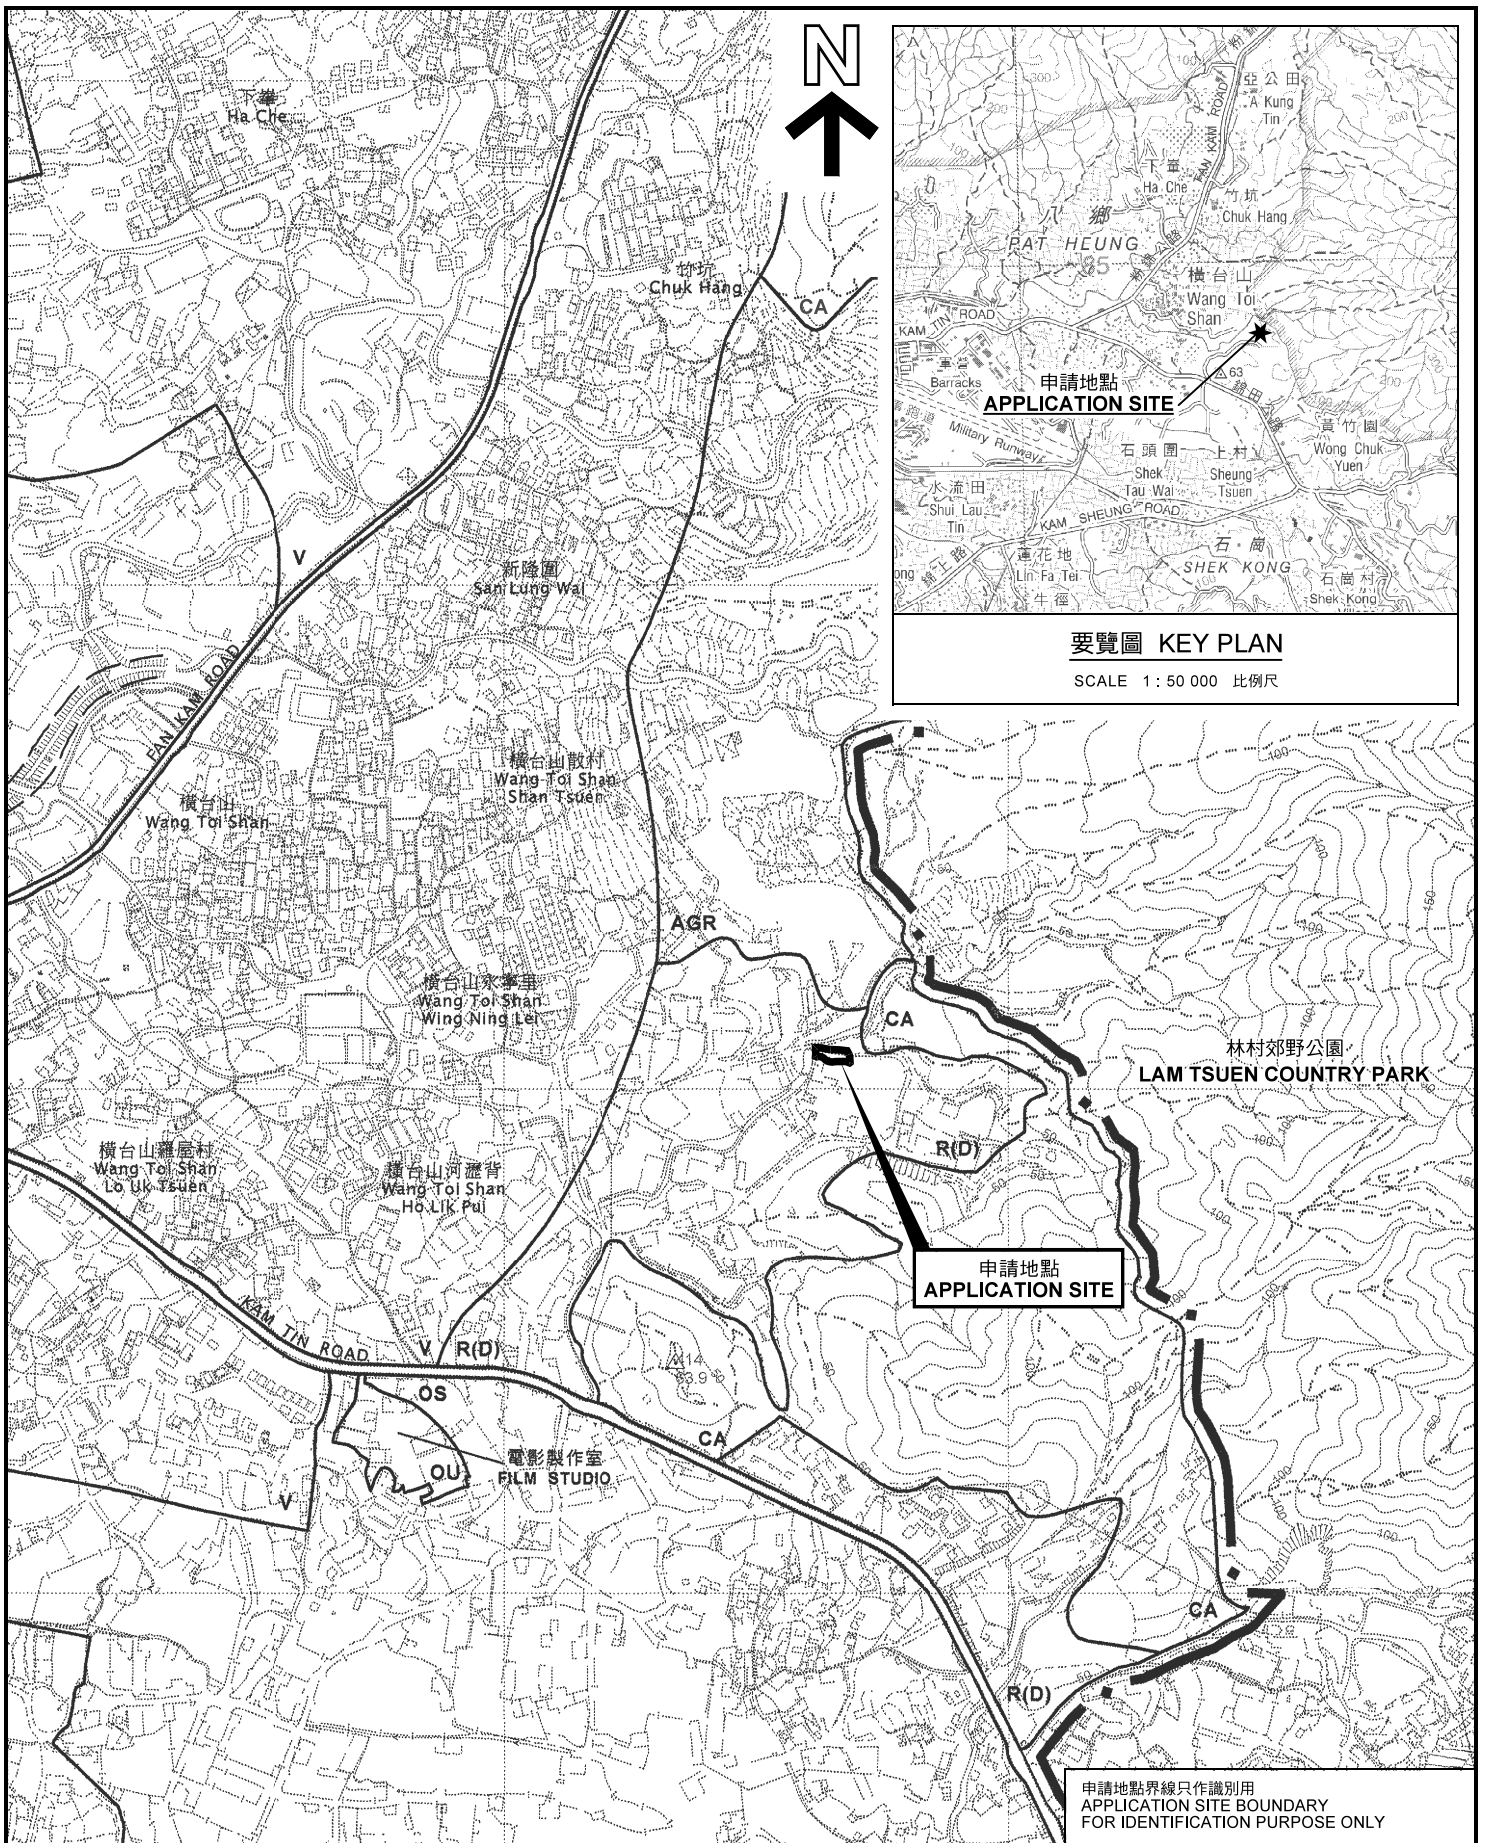 N
亞公田
A Kung
Tin
FAN KAM ROAD
下輋
Ha Che
竹坑
Chuk Hang
八鄉
PAT HEUNG
橫台山
Wang Toi
Shan
KAM TIN ROAD
軍營
Barracks
63
申請地點
APPLICATION SITE
Military Runway
石頭圍
Shek
Tau Wai
上村
Sheung
Tsuen
黃竹園
Wong Chuk
Yuen
水流田
Shui Lau
Tin
KAM SHEUNG ROAD
錦上路
蓮花地
Lin Fa Tei
牛徑
石崗
SHEK KONG
石崗村
Shek Kong
要覽圖 KEY PLAN
SCALE 1 : 50 000 比例尺
下輋
Ha Che
竹坑
Chuk Hang
CA
V
新隆圍
San Lung Wai
FAN KAM ROAD
橫台山散村
Wang Toi Shan
Shan Tsuen
橫台山
Wang Toi Shan
AGR
橫台山永寧里
Wang Toi Shan
Wing Ning Lei
CA
林村郊野公園
LAM TSUEN COUNTRY PARK
R(D)
橫台山羅屋村
Wang Toi Shan
Lo Uk Tsuen
橫台山河瀝背
Wang Toi Shan
Ho Lik Pui
申請地點
APPLICATION SITE
KAM TIN ROAD
V
R(D)
OS
CA
電影製作室
FILM STUDIO
OU
V
CA
R(D)
申請地點界線只作識別用
APPLICATION SITE BOUNDARY
FOR IDENTIFICATION PURPOSE ONLY